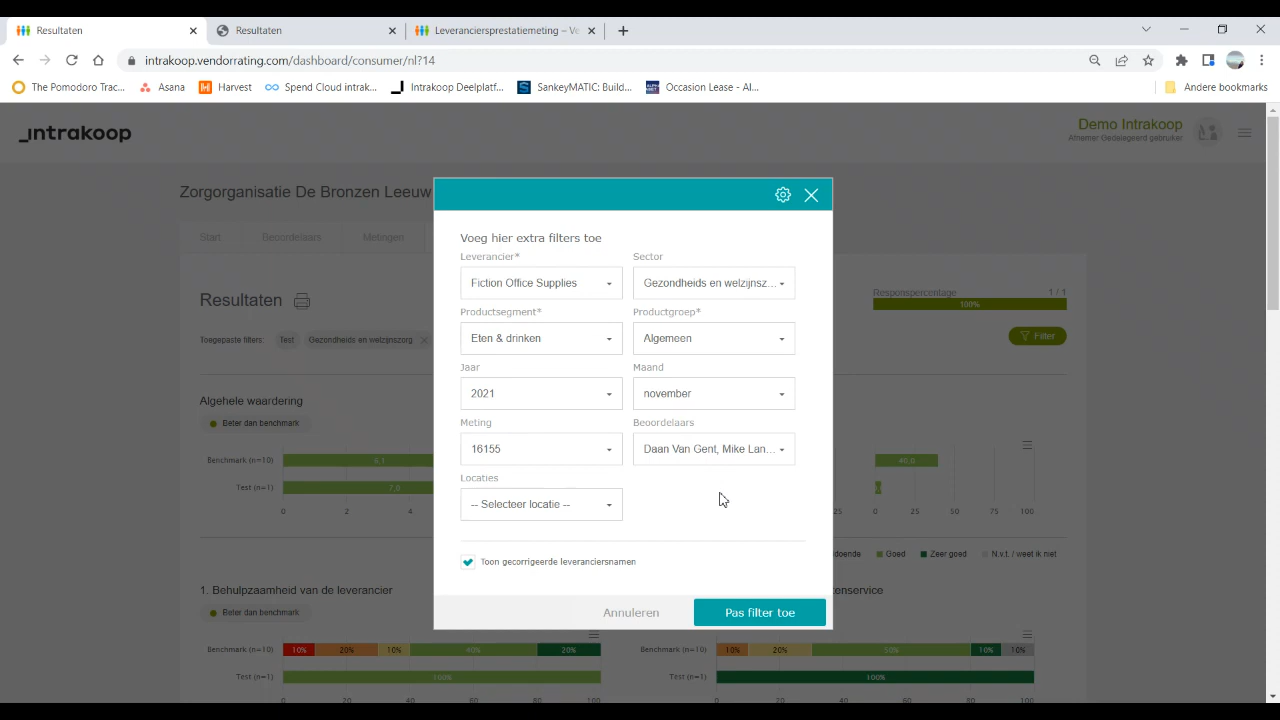 Resultaten
Resultaten
Leveranciersprestatiemeting – Ve
intrakoop.vendorrating.com/dashboard/consumer/nl?14
The Pomodoro Trac...
Asana
Harvest
Spend Cloud intrak...
Intrakoop Deelplatf...
SankeyMATIC: Build...
Occasion Lease - Al...
Andere bookmarks
_intrakoop
Demo Intrakoop
Afnemer Gedelegeerd gebruiker
Zorgorganisatie De Bronzen Leeuw
Start
Beoordelaars
Metingen
Resultaten
Responspercentage
1 / 1
100%
Toegepaste filters:
Test
Gezondheids en welzijnszorg
Filter
Algehele waardering
Beter dan benchmark
Benchmark (n=10)
6,1
40,0
Test (n=1)
7,0
0 2 4
0 25 50 75 100
doende Goed Zeer goed N.v.t. / weet ik niet
1. Behulpzaamheid van de leverancier
enservice
Beter dan benchmark
Benchmark (n=10)
10% 20% 10% 40% 20%
Benchmark (n=10)
10% 20% 50% 10% 10%
Test (n=1)
100%
Test (n=1)
100%
0 20 40 60 80 100
0 20 40 60 80 100
Voeg hier extra filters toe
Leverancier*
Sector
Fiction Office Supplies
Gezondheids en welzijnsz...
Productsegment*
Productgroep*
Eten & drinken
Algemeen
Jaar
Maand
2021
november
Meting
Beoordelaars
16155
Daan Van Gent, Mike Lan...
Locaties
-- Selecteer locatie --
Toon gecorrigeerde leveranciersnamen
Annuleren
Pas filter toe